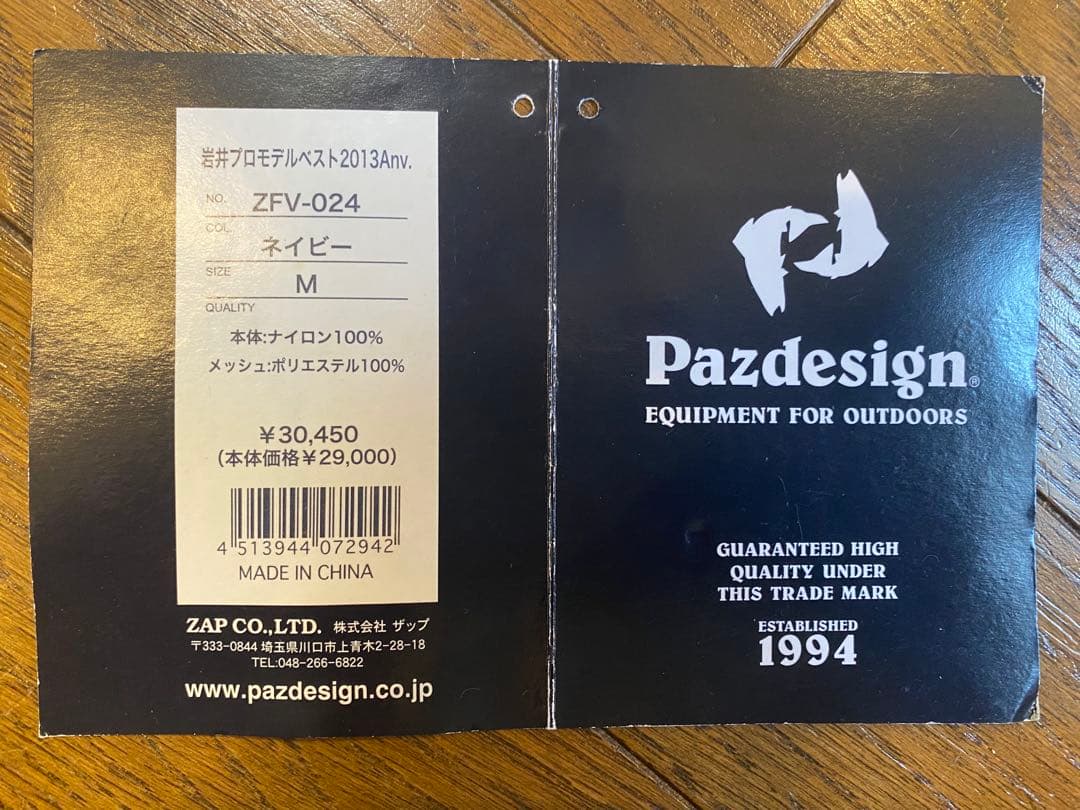 岩井プロモデルベスト2013Anv.
NO. ZFV-024
COL. ネイビー
SIZE M
QUALITY
本体:ナイロン100%
メッシュ:ポリエステル100%
￥30,450
(本体価格￥29,000)
4 513944 072942
MADE IN CHINA
ZAP CO.,LTD. 株式会社 ザップ
〒333-0844 埼玉県川口市上青木2-28-18
TEL:048-266-6822
www.pazdesign.co.jp
Pazdesign®
EQUIPMENT FOR OUTDOORS
GUARANTEED HIGH
QUALITY UNDER
THIS TRADE MARK
ESTABLISHED
1994